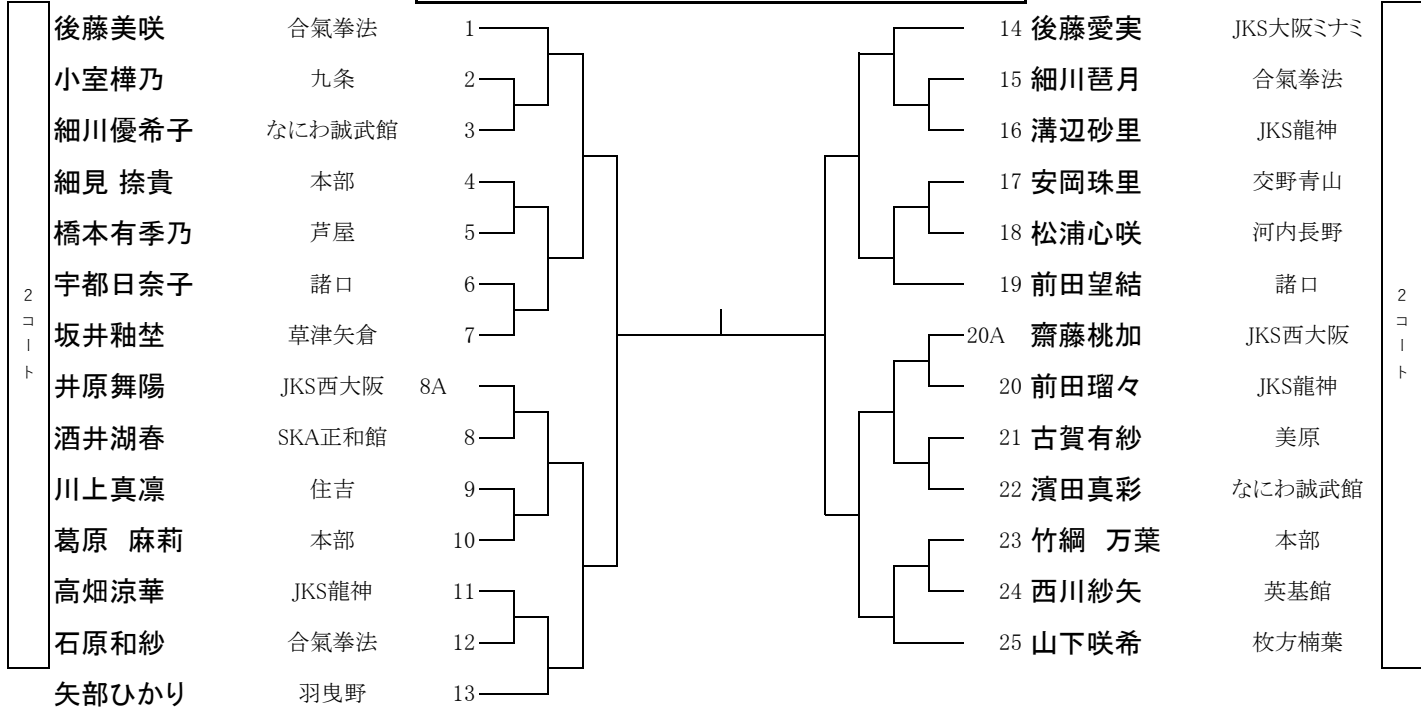 2コート
後藤美咲 合氣拳法 1
小室樺乃 九条 2
細川優希子 なにわ誠武館 3
細見 捺貴 本部 4
橋本有季乃 芦屋 5
宇都日奈子 諸口 6
坂井釉埜 草津矢倉 7
井原舞陽 JKS西大阪 8A
酒井湖春 SKA正和館 8
川上真凛 住吉 9
葛原 麻莉 本部 10
高畑涼華 JKS龍神 11
石原和紗 合氣拳法 12
矢部ひかり 羽曳野 13
14 後藤愛実 JKS大阪ミナミ
15 細川琶月 合氣拳法
16 溝辺砂里 JKS龍神
17 安岡珠里 交野青山
18 松浦心咲 河内長野
19 前田望結 諸口
20A 齋藤桃加 JKS西大阪
20 前田瑠々 JKS龍神
21 古賀有紗 美原
22 濱田真彩 なにわ誠武館
23 竹綱 万葉 本部
24 西川紗矢 英基館
25 山下咲希 枚方楠葉
2コート